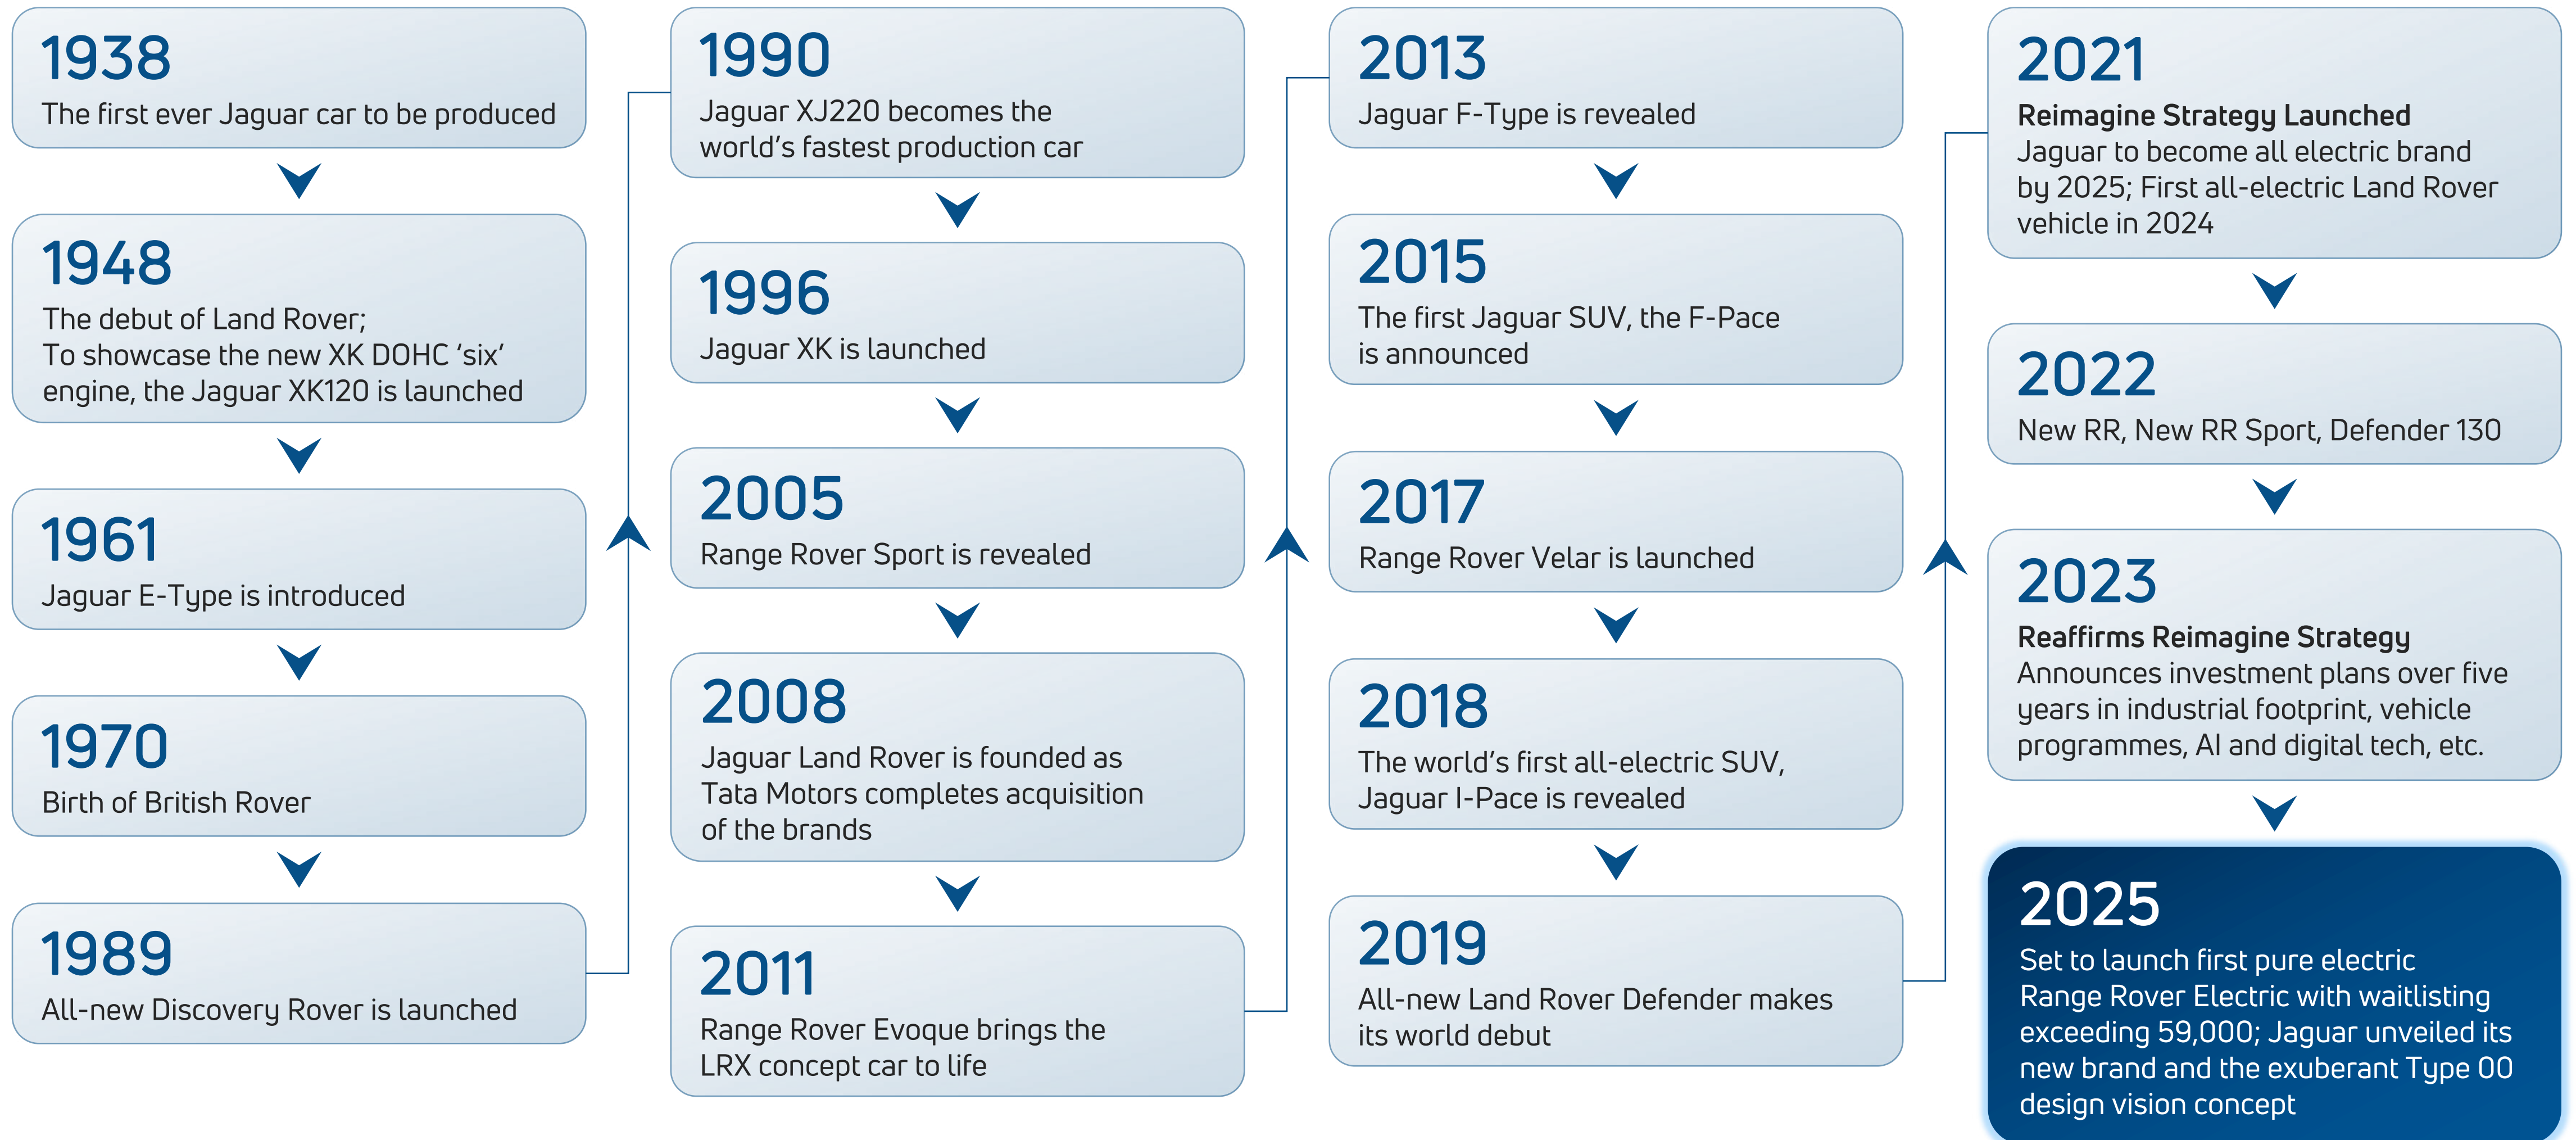 1938
The first ever Jaguar car to be produced
1948
The debut of Land Rover;
To showcase the new XK DOHC ‘six’
engine, the Jaguar XK120 is launched
1961
Jaguar E-Type is introduced
1970
Birth of British Rover
1989
All-new Discovery Rover is launched
1990
Jaguar XJ220 becomes the
world’s fastest production car
1996
Jaguar XK is launched
2005
Range Rover Sport is revealed
2008
Jaguar Land Rover is founded as
Tata Motors completes acquisition
of the brands
2011
Range Rover Evoque brings the
LRX concept car to life
2013
Jaguar F-Type is revealed
2015
The first Jaguar SUV, the F-Pace
is announced
2017
Range Rover Velar is launched
2018
The world’s first all-electric SUV,
Jaguar I-Pace is revealed
2019
All-new Land Rover Defender makes
its world debut
2021
Reimagine Strategy Launched
Jaguar to become all electric brand
by 2025; First all-electric Land Rover
vehicle in 2024
2022
New RR, New RR Sport, Defender 130
2023
Reaffirms Reimagine Strategy
Announces investment plans over five
years in industrial footprint, vehicle
programmes, AI and digital tech, etc.
2025
Set to launch first pure electric
Range Rover Electric with waitlisting
exceeding 59,000; Jaguar unveiled its
new brand and the exuberant Type 00
design vision concept